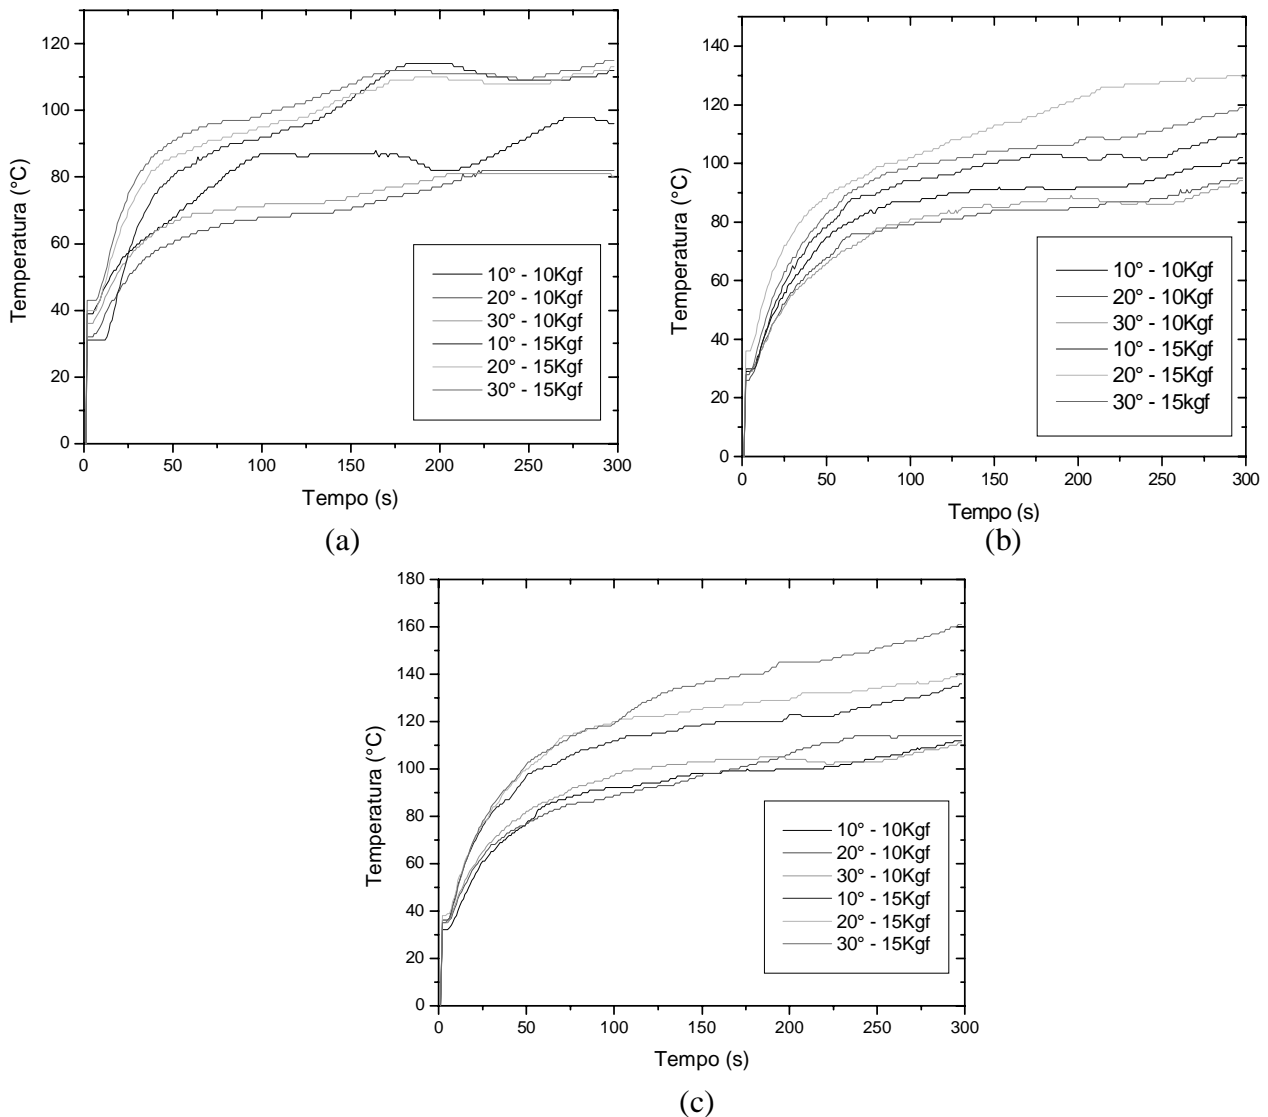 120
100
80
60
40
20
0
Temperatura (°C)
10° - 10Kgf
20° - 10Kgf
30° - 10Kgf
10° - 15Kgf
20° - 15Kgf
30° - 15Kgf
0 50 100 150 200 250 300
Tempo (s)
(a)
140
120
100
80
60
40
20
0
Temperatura (°C)
10° - 10Kgf
20° - 10Kgf
30° - 10Kgf
10° - 15Kgf
20° - 15Kgf
30° - 15kgf
0 50 100 150 200 250 300
Tempo (s)
(b)
180
160
140
120
100
80
60
40
20
0
Temperatura (°C)
10° - 10Kgf
20° - 10Kgf
30° - 10Kgf
10° - 15Kgf
20° - 15Kgf
30° - 15Kgf
0 50 100 150 200 250 300
Tempo (s)
(c)